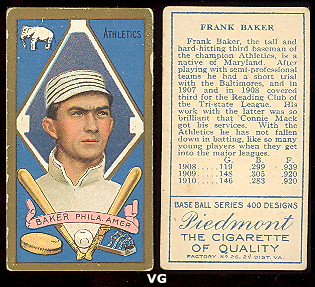 ATHLETICS
BAKER PHILA. AMER
FRANK BAKER
Frank Baker, the tall and
hard-hitting third baseman of
the champion Athletics, is
a native of Maryland. After
playing with semi-professional
teams he had a short trial
with the Baltimores, and in
1907 and in 1908 covered
third for the Reading Club of
the Tri-state League. His
work with the latter was so
brilliant that Connie Mack
got his services. With the
Athletics he has not fallen
down in batting, like so many
young players when they get
into the major leagues.
G. B. F.
1908....119 299 .939
1909....148 305 .920
1910....146 283 .920
BASE BALL SERIES 400 DESIGNS
Piedmont
THE CIGARETTE
OF QUALITY
FACTORY No 25, 2d DIST. VA.
VG